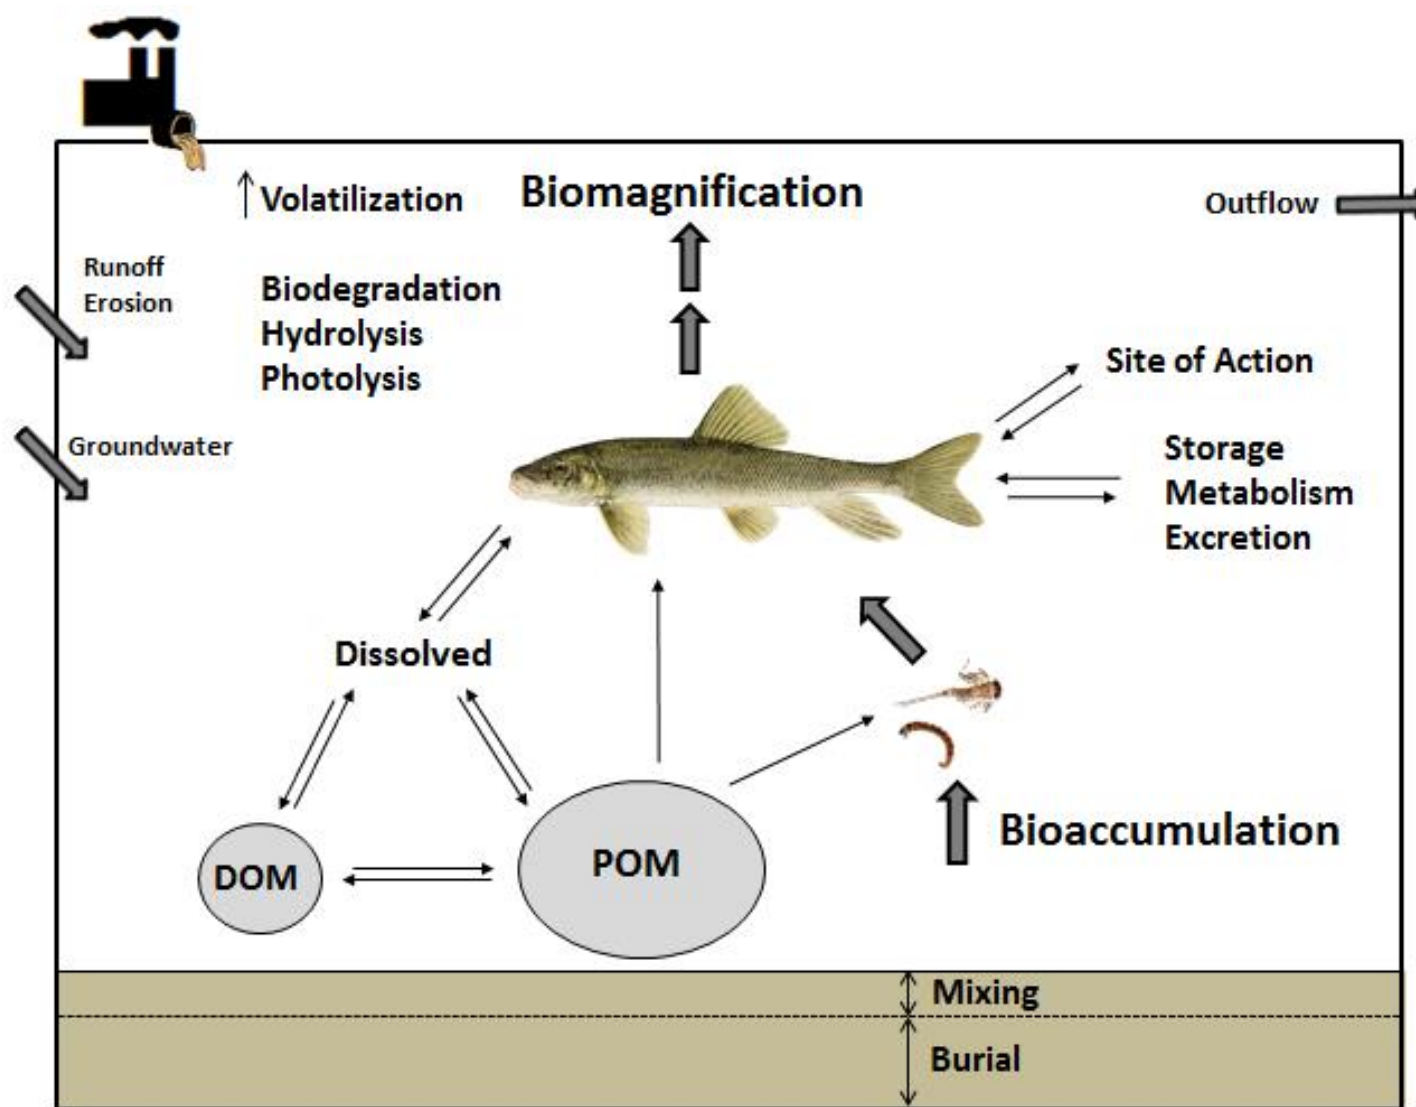 Volatilization
Biomagnification
Outflow
Runoff
Erosion
Biodegradation
Hydrolysis
Photolysis
Site of Action
Groundwater
Storage
Metabolism
Excretion
Dissolved
Bioaccumulation
DOM
POM
Mixing
Burial